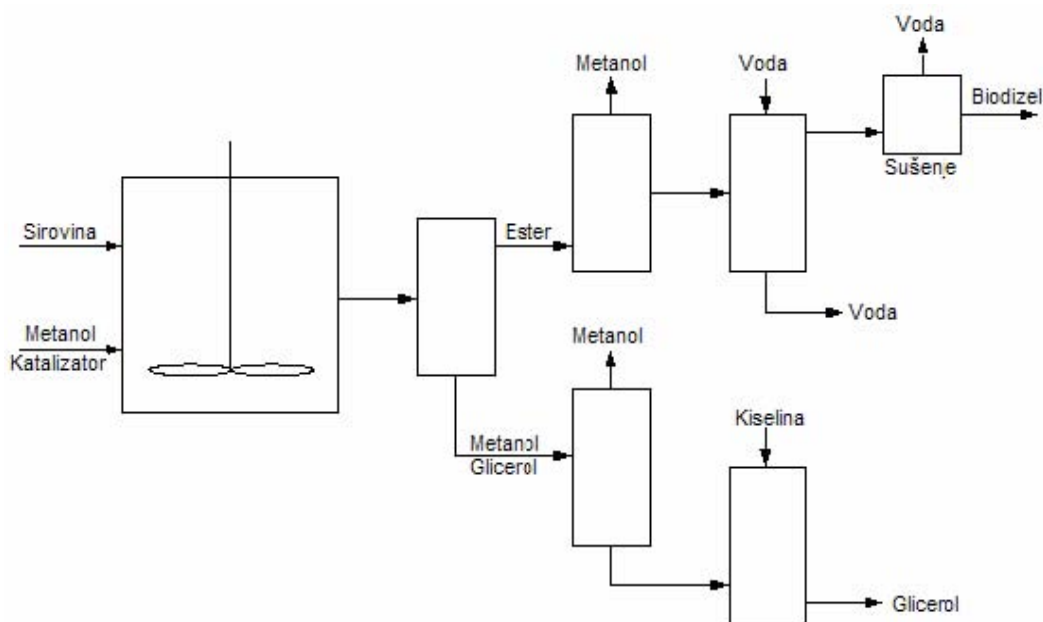 Voda
Metanol
Voda
Biodizel
Sušenje
Sirovina
Ester
Metanol
Katalizator
Voda
Metanol
Metanol
Glicerol
Kiselina
Glicerol